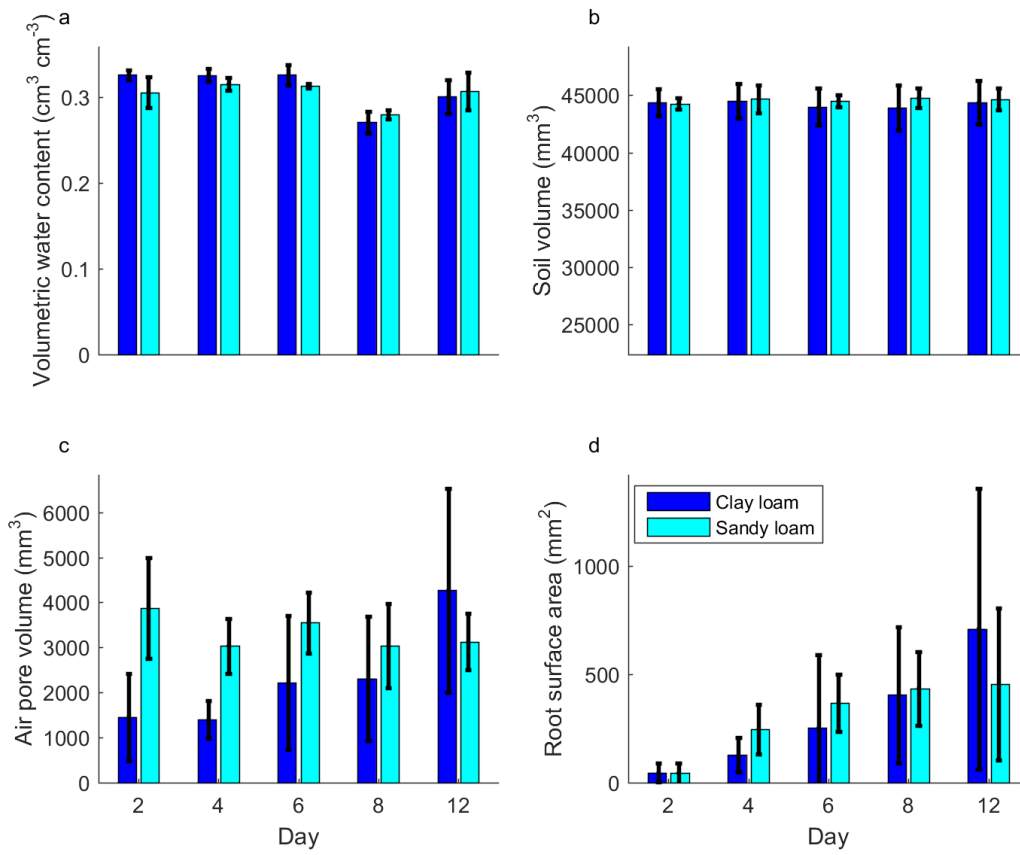 a
Volumetric water content (cm³ cm⁻³)
0.3
0.2
0.1
0
b
Soil volume (mm³)
45000
40000
35000
30000
25000
c
Air pore volume (mm³)
6000
5000
4000
3000
2000
1000
0
2 4 6 8 12
Day
d
Root surface area (mm²)
1000
500
0
Clay loam
Sandy loam
2 4 6 8 12
Day